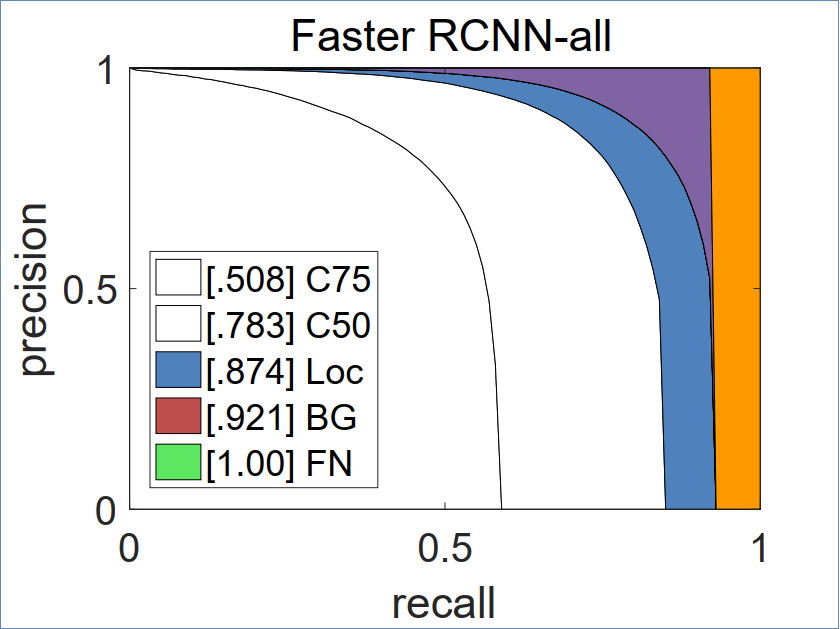 Faster RCNN-all
1
precision
0.5
[.508] C75
[.783] C50
[.874] Loc
[.921] BG
[1.00] FN
0
0
0.5
1
recall